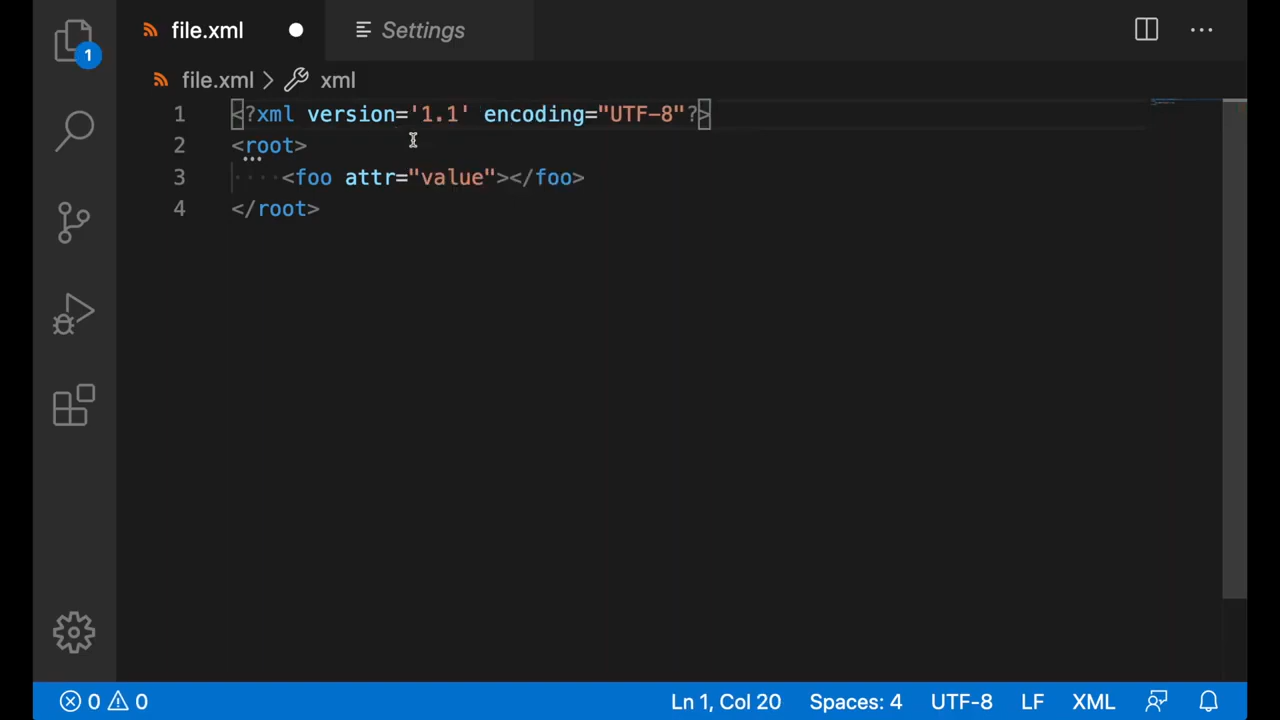 1
file.xml
Settings
file.xml > xml
1 <?xml version='1.1' encoding="UTF-8"?>
2 <root>
3 ····<foo attr="value"></foo>
4 </root>
0 0
Ln 1, Col 20
Spaces: 4
UTF-8
LF
XML